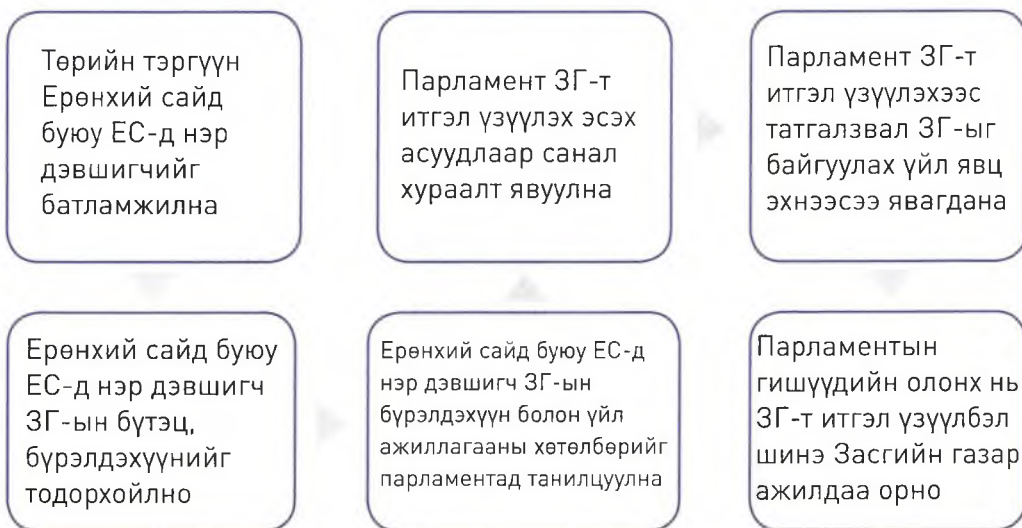 Төрийн тэргүүн
Ерөнхий сайд
буюу ЕС-д нэр
дэвшигчийг
батламжилна
Ерөнхий сайд буюу
ЕС-д нэр дэвшигч
ЗГ-ын бүтэц,
бүрэлдэхүүнийг
тодорхойлно
Ерөнхий сайд буюу ЕС-д
нэр дэвшигч ЗГ-ын
бүрэлдэхүүн болон үйл
ажиллагааны хөтөлбөрийг
парламентад танилцуулна
Парламент ЗГ-т
итгэл үзүүлэх эсэх
асуудлаар санал
хураалт явуулна
Парламент ЗГ-т
итгэл үзүүлэхээс
татгалзвал ЗГ-ыг
байгуулах үйл явц
эхнээсээ явагдана
Парламентын
гишүүдийн олонх нь
ЗГ-т итгэл үзүүлбэл
шинэ Засгийн газар
ажилдаа орно